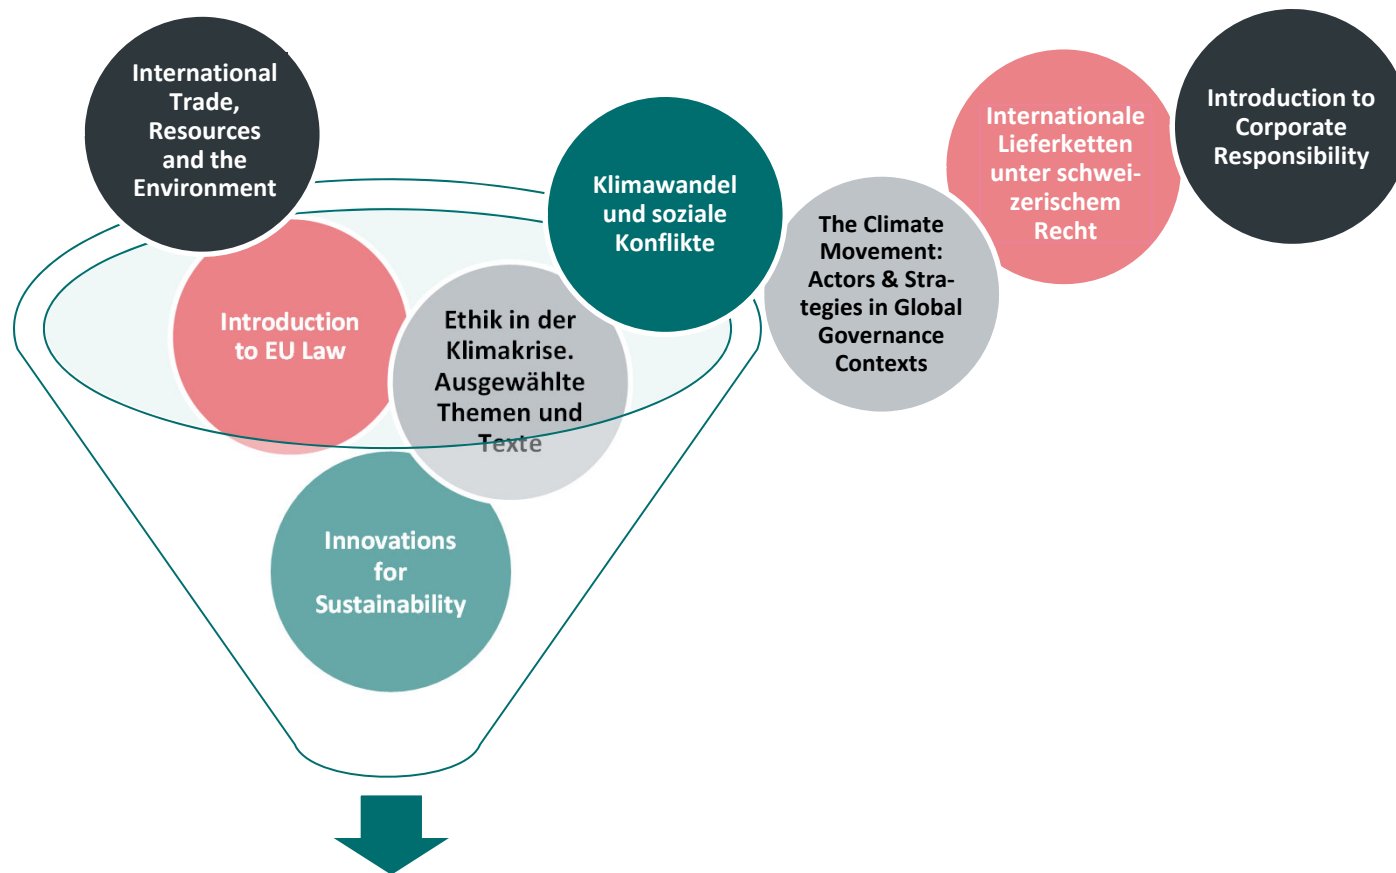 International
Trade,
Resources
and the
Environment
Introduction
to EU Law
Ethik in der
Klimakrise.
Ausgewählte
Themen und
Texte
Innovations
for
Sustainability
Klimawandel
und soziale
Konflikte
The Climate
Movement:
Actors & Stra-
tegies in Global
Governance
Contexts
Internationale
Lieferketten
unter schwei-
zerischem
Recht
Introduction to
Corporate
Responsibility